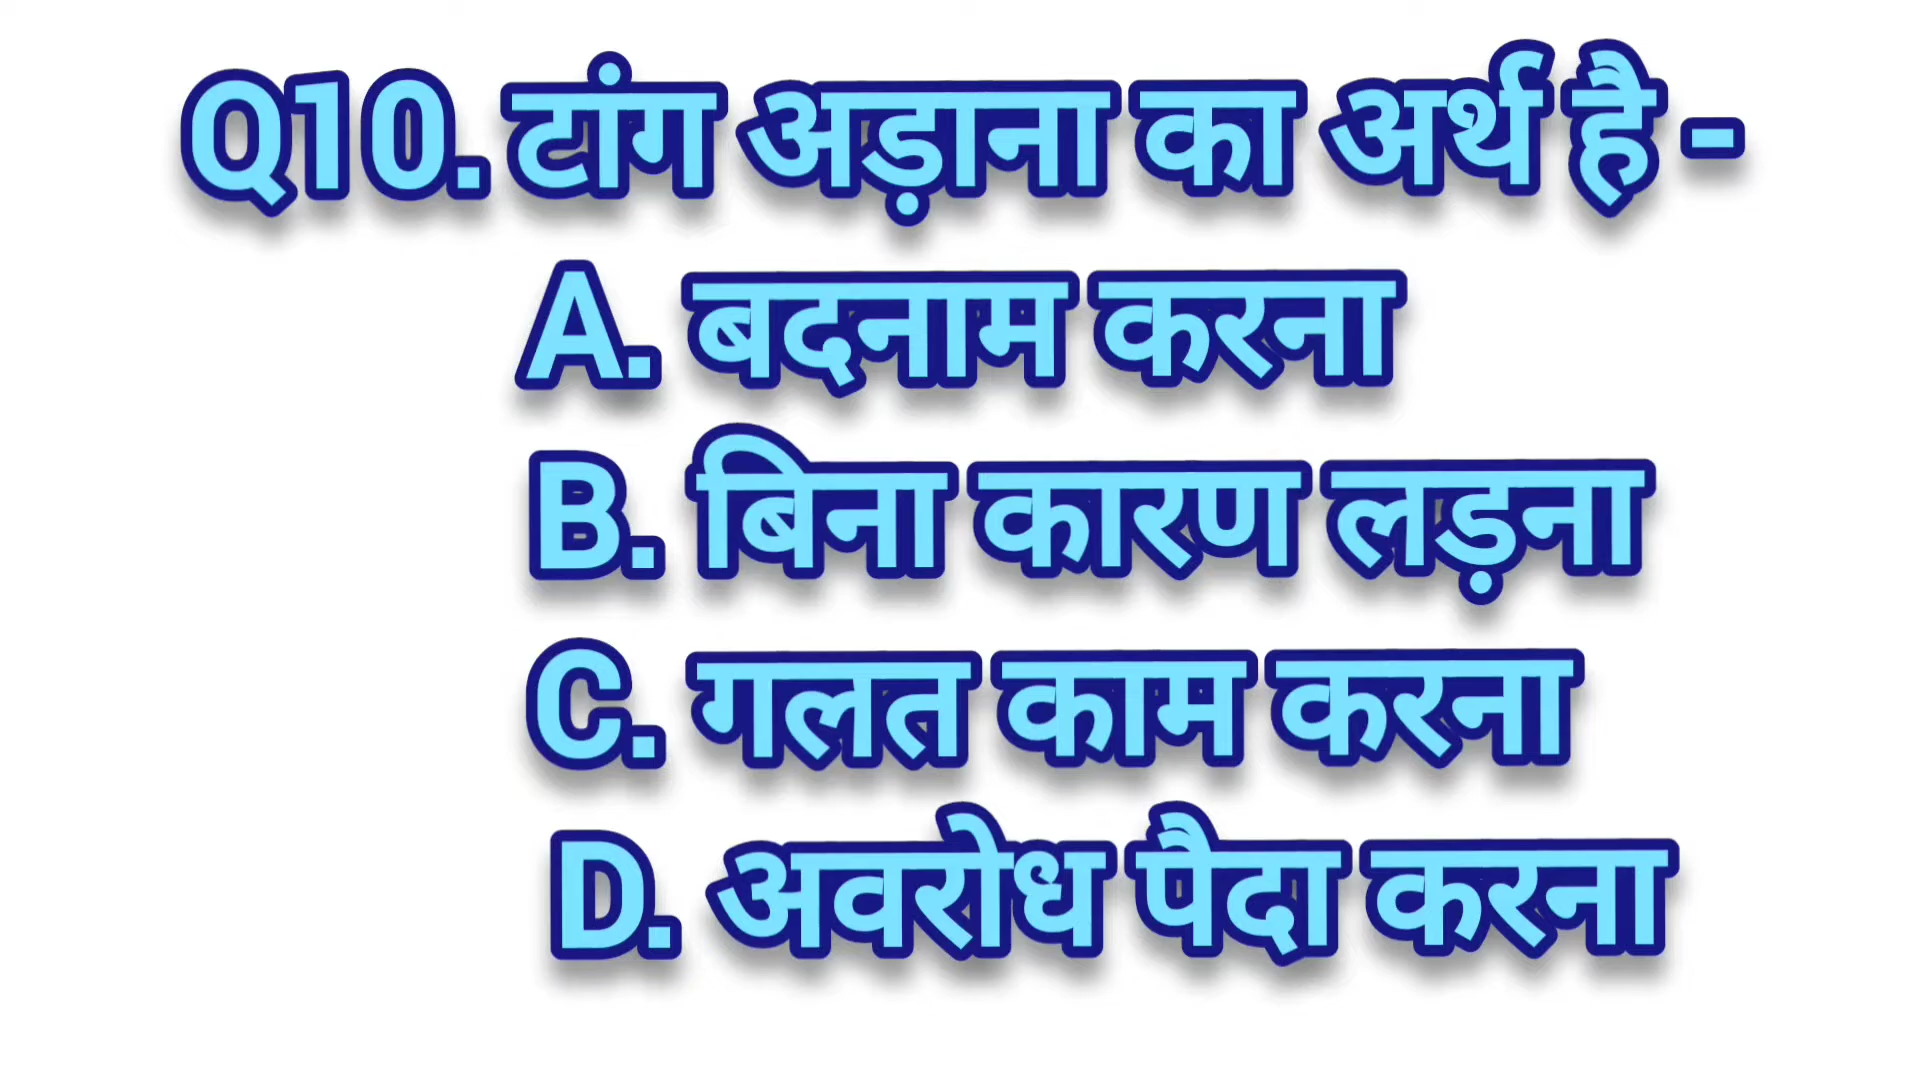 Q10. टांग अड़ाना का अर्थ है -
A. बदनाम करना
B. बिना कारण लड़ना
C. गलत काम करना
D. अवरोध पैदा करना